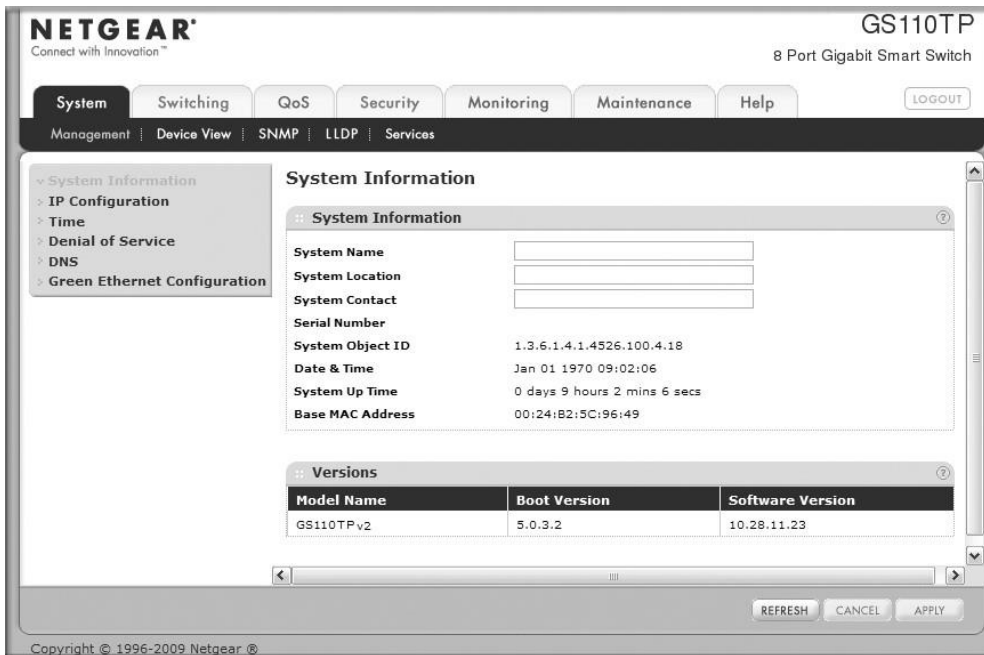 NETGEAR®
Connect with Innovation™
GS110TP
8 Port Gigabit Smart Switch
System Switching QoS Security Monitoring Maintenance Help LOGOUT
Management Device View SNMP LLDP Services
System Information
IP Configuration
Time
Denial of Service
DNS
Green Ethernet Configuration
System Information
System Information ?
System Name
System Location
System Contact
Serial Number
System Object ID 1.3.6.1.4.1.4526.100.4.18
Date & Time Jan 01 1970 09:02:06
System Up Time 0 days 9 hours 2 mins 6 secs
Base MAC Address 00:24:B2:5C:96:49
Versions ?
Model Name Boot Version Software Version
GS110TPv2 5.0.3.2 10.28.11.23
REFRESH CANCEL APPLY
Copyright © 1996-2009 Netgear ®